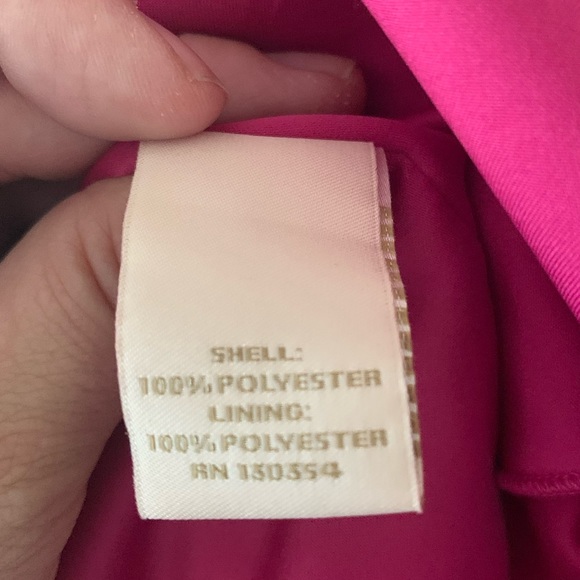 SHELL:
100% POLYESTER
LINING:
100% POLYESTER
RN 130354